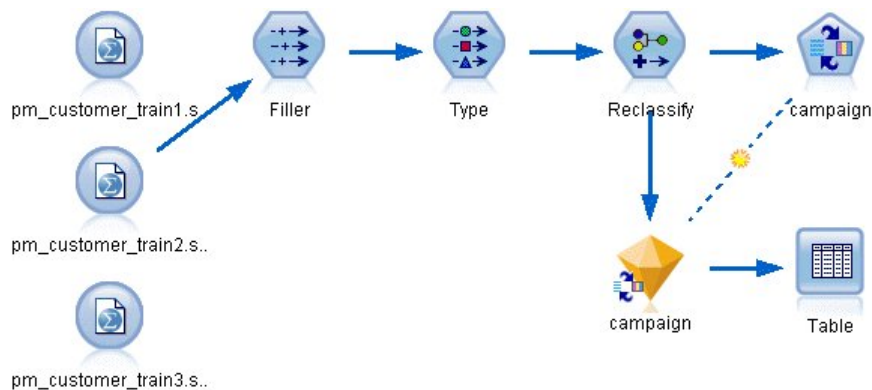 pm_customer_train1.s
Filler
Type
Reclassify
campaign
pm_customer_train2.s..
campaign
Table
pm_customer_train3.s..